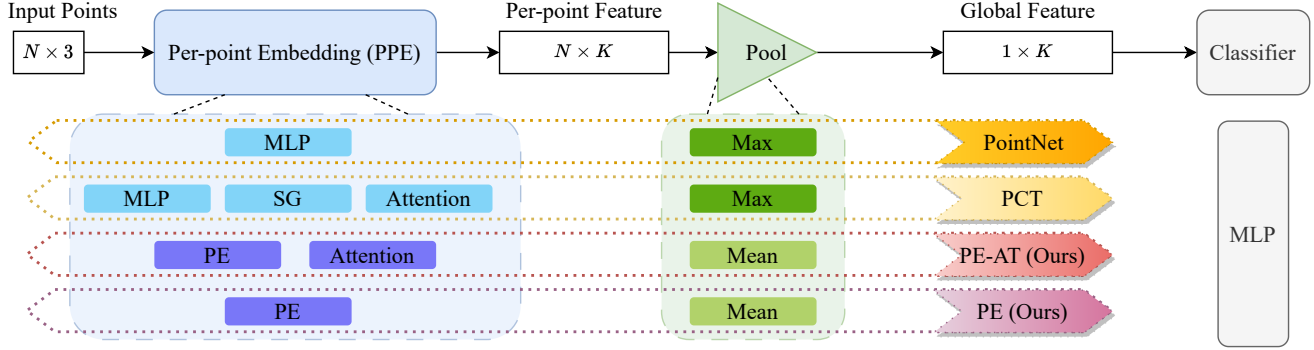 Input Points Per-point Feature Global Feature
N × 3 Per-point Embedding (PPE) N × K Pool 1 × K Classifier
MLP Max PointNet
MLP SG Attention Max PCT
PE Attention Mean PE-AT (Ours)
MLP
PE Mean PE (Ours)